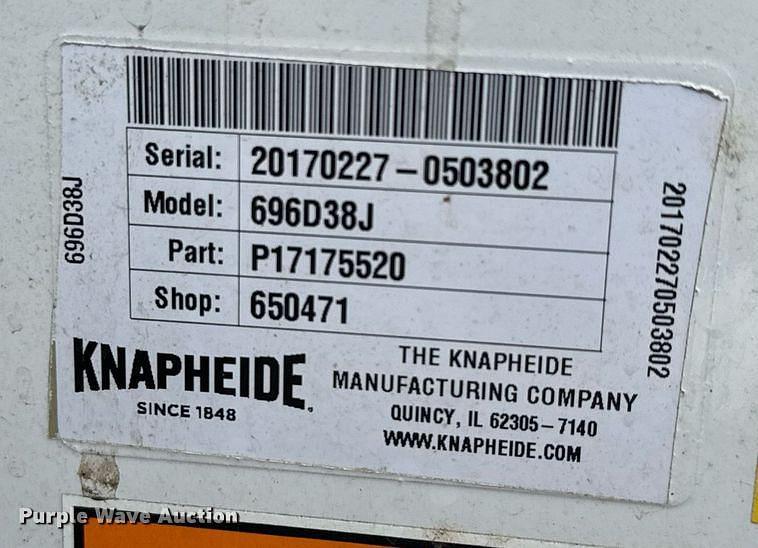 Serial: 20170227-0503802
Model: 696D38J
Part: P17175520
Shop: 650471
696D38J
201702270503802
KNAPHEIDE
SINCE 1848
THE KNAPHEIDE
MANUFACTURING COMPANY
QUINCY, IL 62305-7140
WWW.KNAPHEIDE.COM
Purple Wave Auction